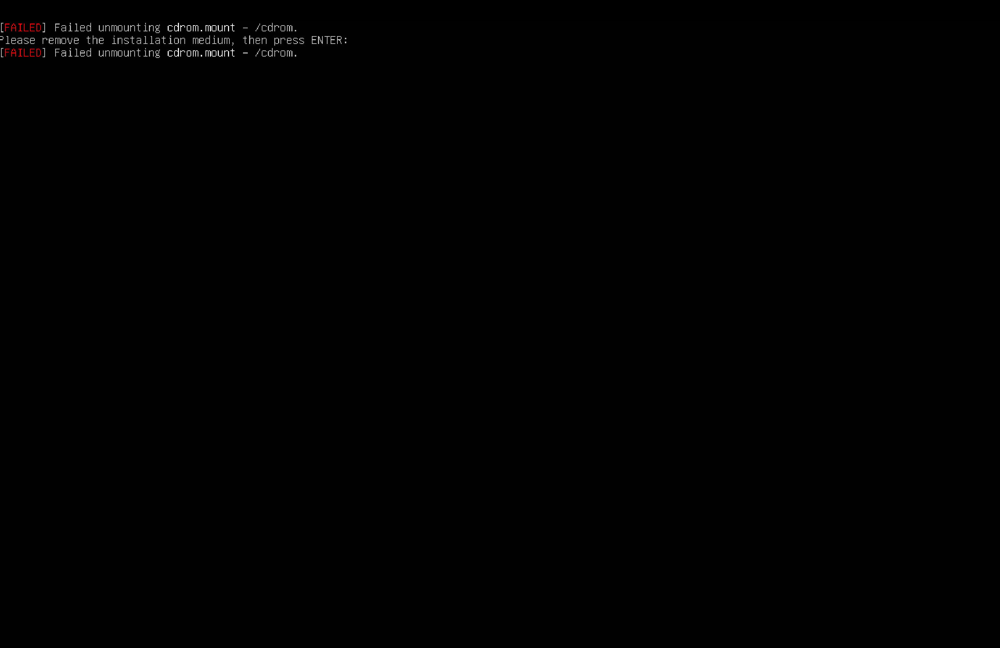 [FAILED] Failed unmounting cdrom.mount - /cdrom.
Please remove the installation medium, then press ENTER:
[FAILED] Failed unmounting cdrom.mount - /cdrom.